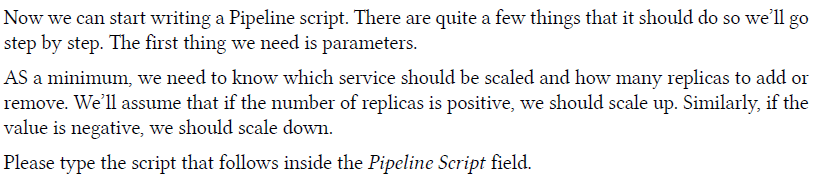 Now we can start writing a Pipeline script. There are quite a few things that it should do so we’ll go
step by step. The first thing we need is parameters.
AS a minimum, we need to know which service should be scaled and how many replicas to add or
remove. We’ll assume that if the number of replicas is positive, we should scale up. Similarly, if the
value is negative, we should scale down.
Please type the script that follows inside the Pipeline Script field.